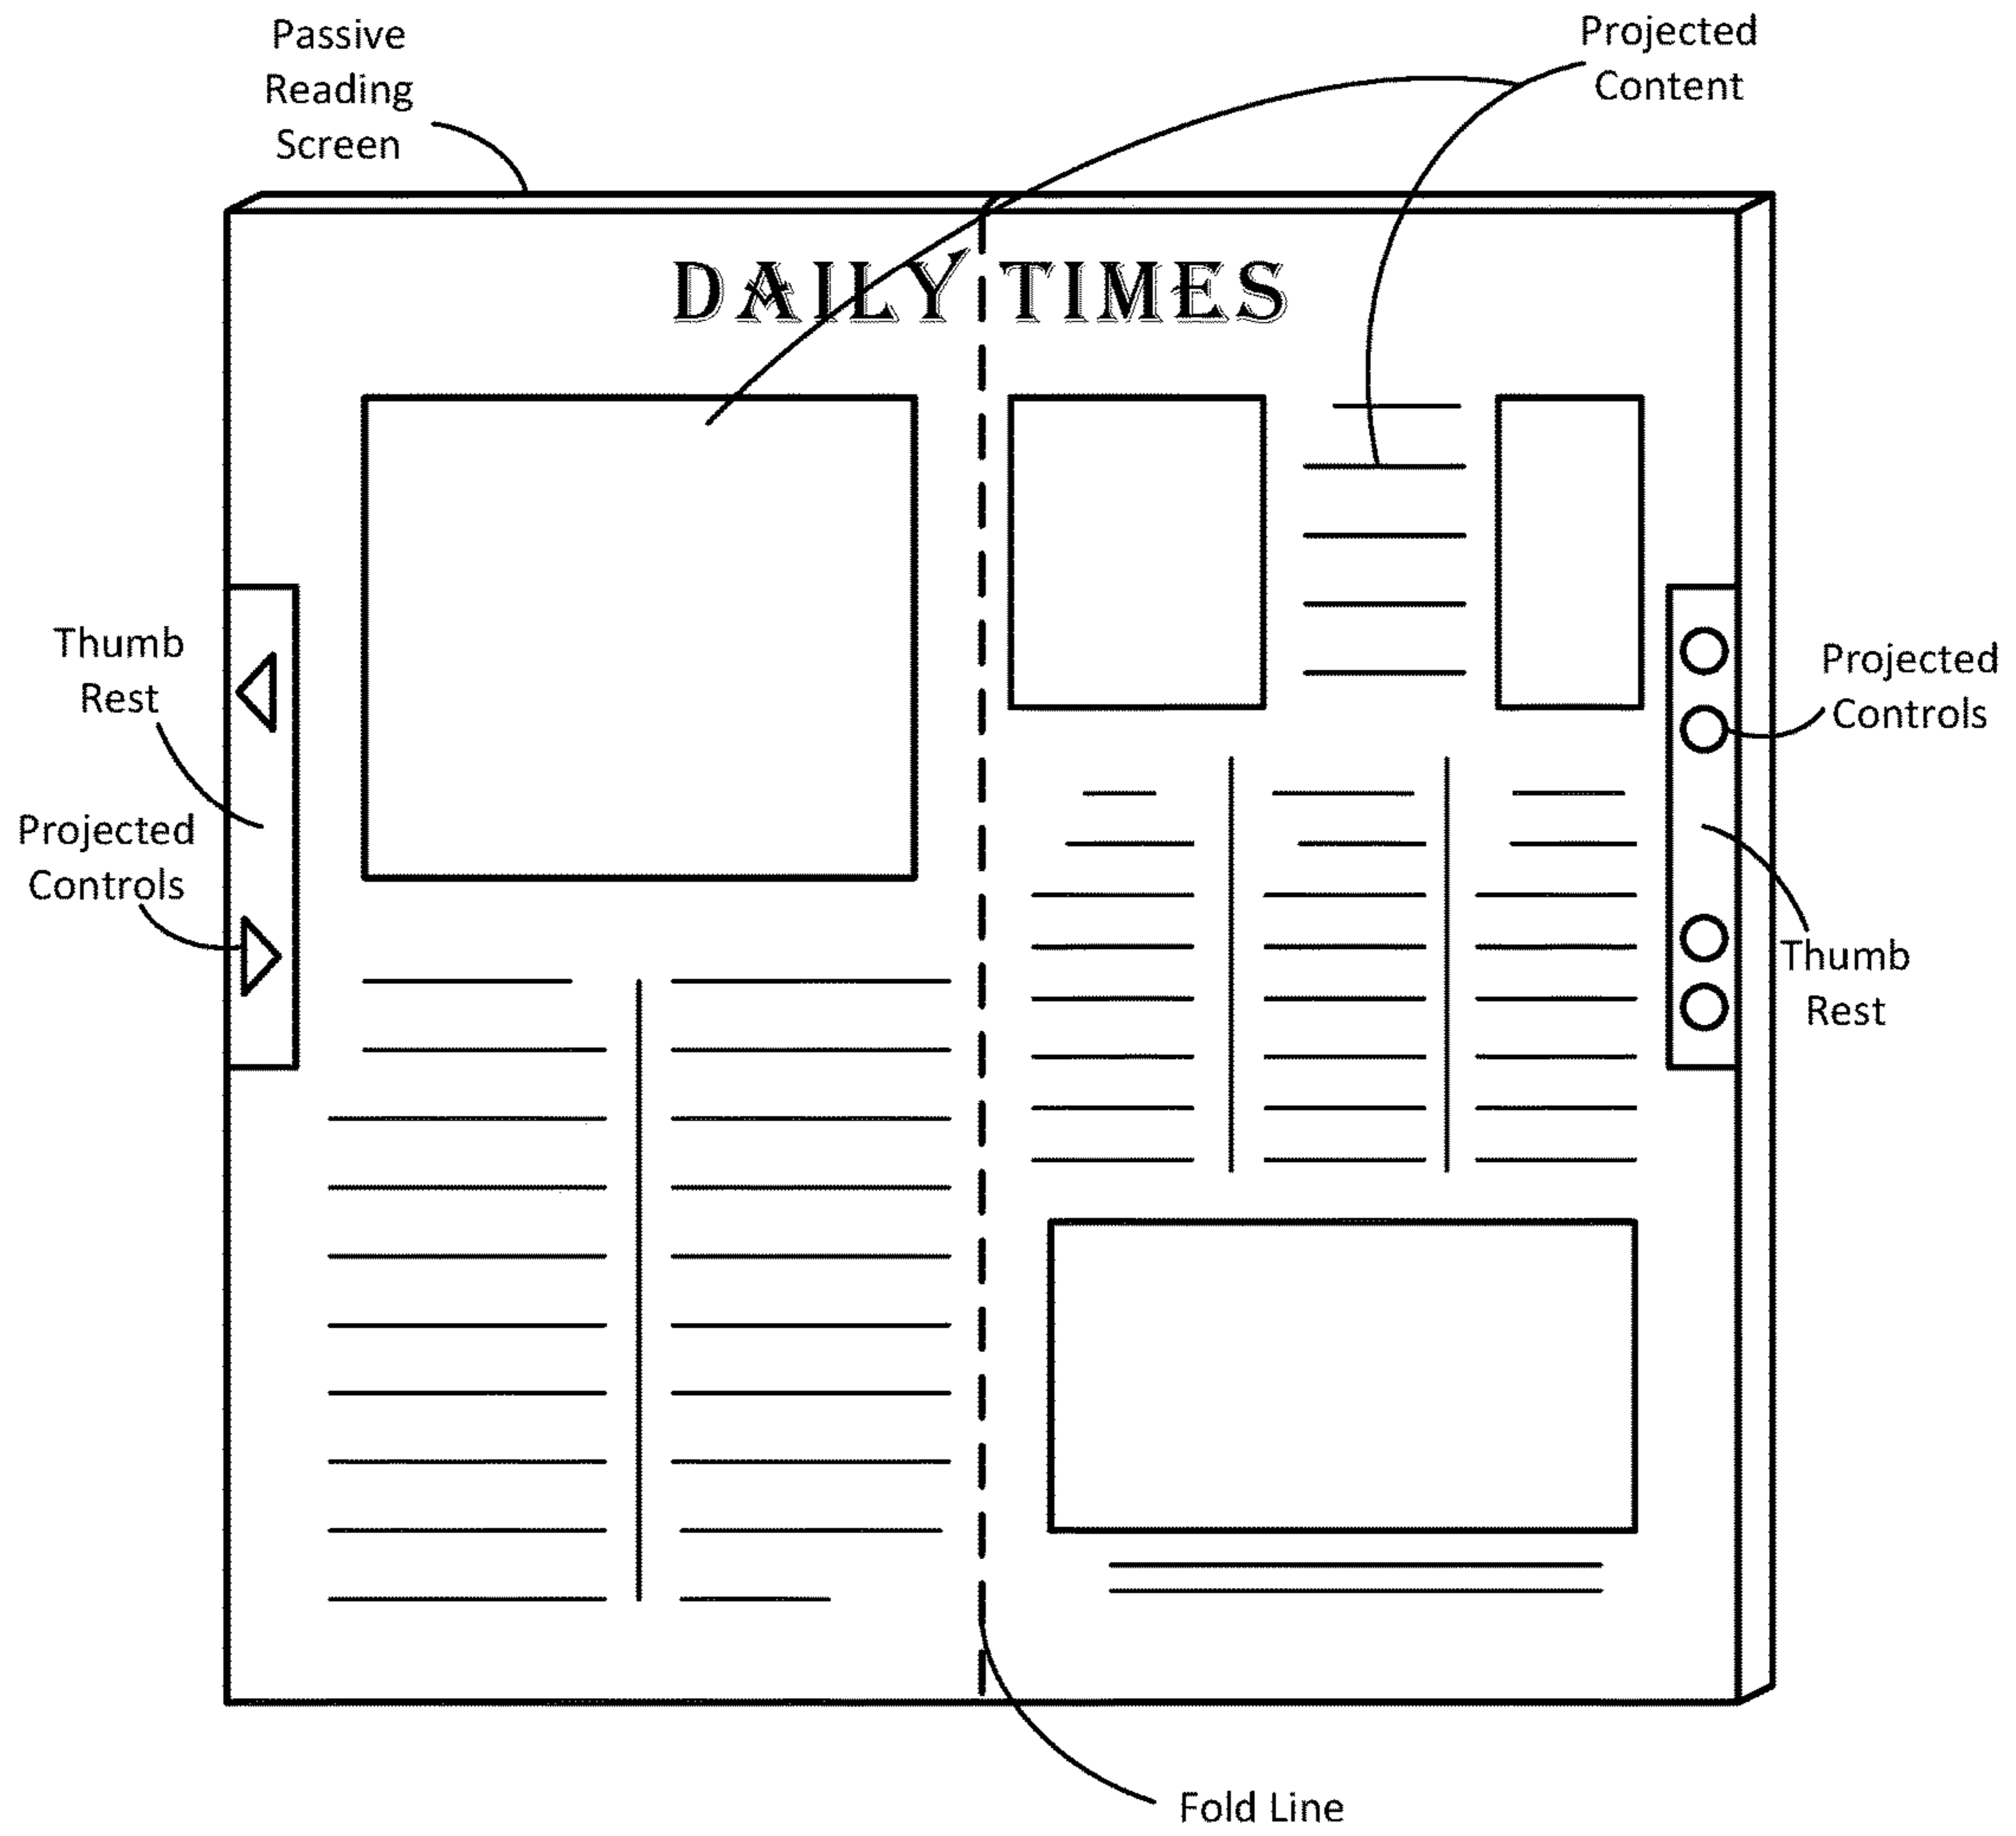 Passive
Reading
Screen
Projected
Content
DAILY TIMES
Thumb
Rest
Projected
Controls
Projected
Controls
Thumb
Rest
Fold Line